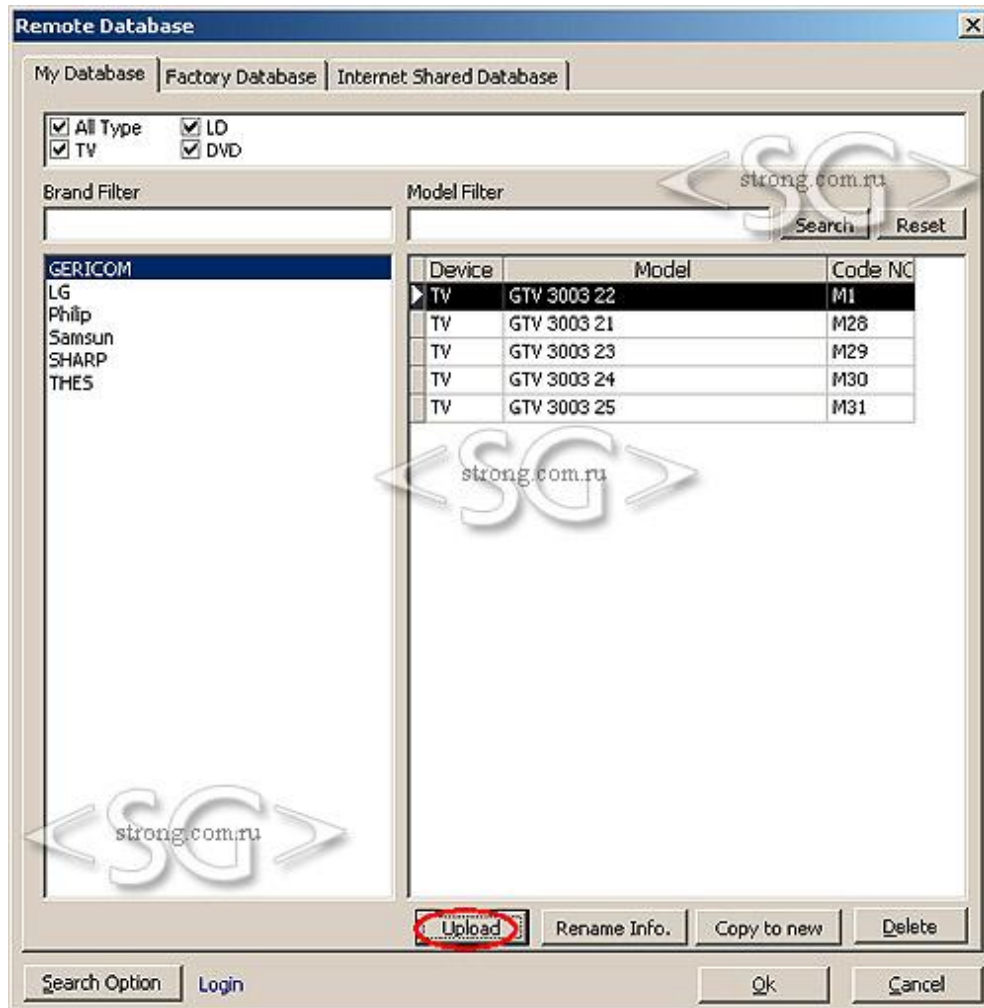 Remote Database
My Database Factory Database Internet Shared Database
All Type LD
TV DVD
strong.com.ru
Brand Filter Model Filter
Search Reset
GERICOM
LG
Philip
Samsun
SHARP
THES
Device Model Code NO
TV GTV 3003 22 M1
TV GTV 3003 21 M28
TV GTV 3003 23 M29
TV GTV 3003 24 M30
TV GTV 3003 25 M31
<SG>
strong.com.ru
<SG>
strong.com.ru
<SG>
Upload Rename Info. Copy to new Delete
Search Option Login Ok Cancel